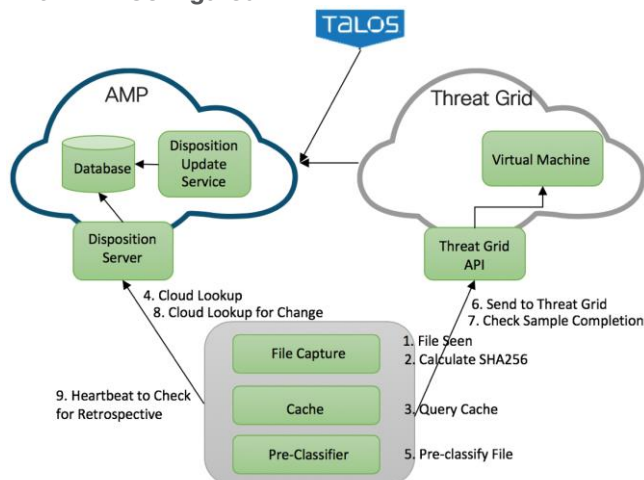 TALOS
AMP
Threat Grid
Database
Disposition
Update
Service
Virtual Machine
Disposition
Server
Threat Grid
API
4. Cloud Lookup
8. Cloud Lookup for Change
6. Send to Threat Grid
7. Check Sample Completion
1. File Seen
File Capture
2. Calculate SHA256
9. Heartbeat to Check
for Retrospective
Cache
3. Query Cache
Pre-Classifier
5. Pre-classify File